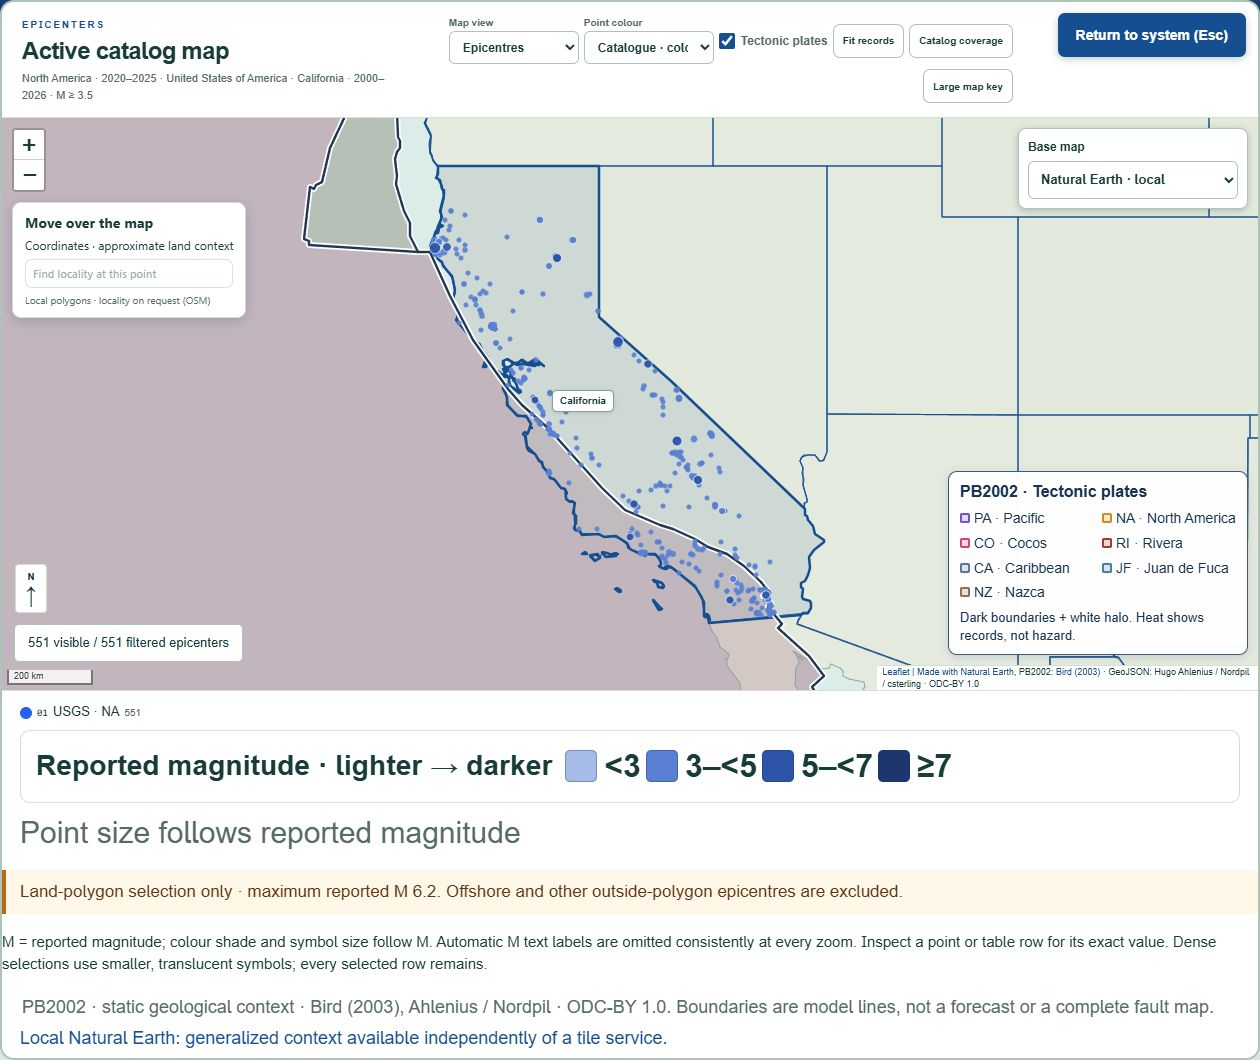 EPICENTERS
Active catalog map
North America · 2020–2025 · United States of America · California · 2000–
2026 · M ≥ 3.5
Map view
Epicentres
Point colour
Catalogue · colo
Tectonic plates
Fit records
Catalog coverage
Large map key
Return to system (Esc)
+
−
Base map
Natural Earth · local
Move over the map
Coordinates · approximate land context
Find locality at this point
Local polygons · locality on request (OSM)
California
PB2002 · Tectonic plates
PA · Pacific
NA · North America
CO · Cocos
RI · Rivera
CA · Caribbean
JF · Juan de Fuca
NZ · Nazca
Dark boundaries + white halo. Heat shows
records, not hazard.
N
↑
551 visible / 551 filtered epicenters
200 km
Leaflet | Made with Natural Earth, PB2002: Bird (2003) · GeoJSON: Hugo Ahlenius / Nordpil
/ csterling · ODC-BY 1.0
01 USGS · NA 551
Reported magnitude · lighter → darker <3 3–<5 5–<7 ≥7
Point size follows reported magnitude
Land-polygon selection only · maximum reported M 6.2. Offshore and other outside-polygon epicentres are excluded.
M = reported magnitude; colour shade and symbol size follow M. Automatic M text labels are omitted consistently at every zoom. Inspect a point or table row for its exact value. Dense
selections use smaller, translucent symbols; every selected row remains.
PB2002 · static geological context · Bird (2003), Ahlenius / Nordpil · ODC-BY 1.0. Boundaries are model lines, not a forecast or a complete fault map.
Local Natural Earth: generalized context available independently of a tile service.